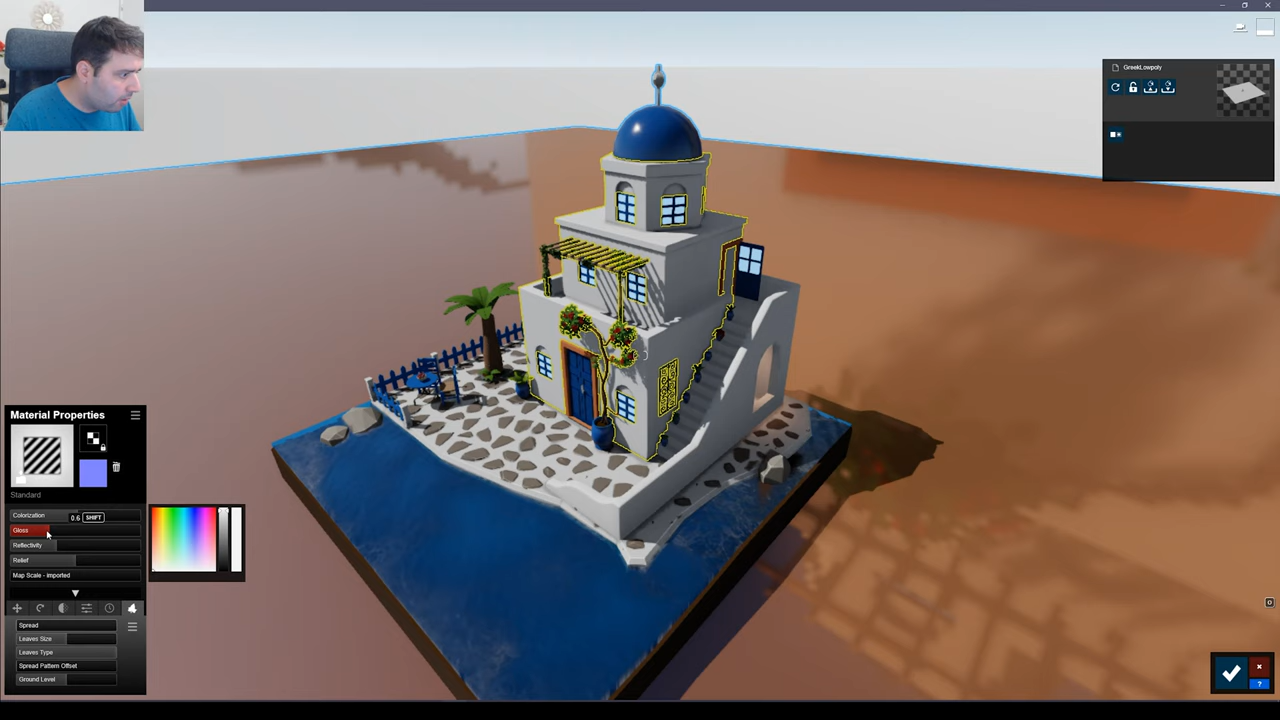 GreekLowpoly
Material Properties
Standard
Colorization
0.6 SHIFT
Gloss
Reflectivity
Relief
Map Scale - imported
Spread
Leaves Size
Leaves Type
Spread Pattern Offset
Ground Level
?